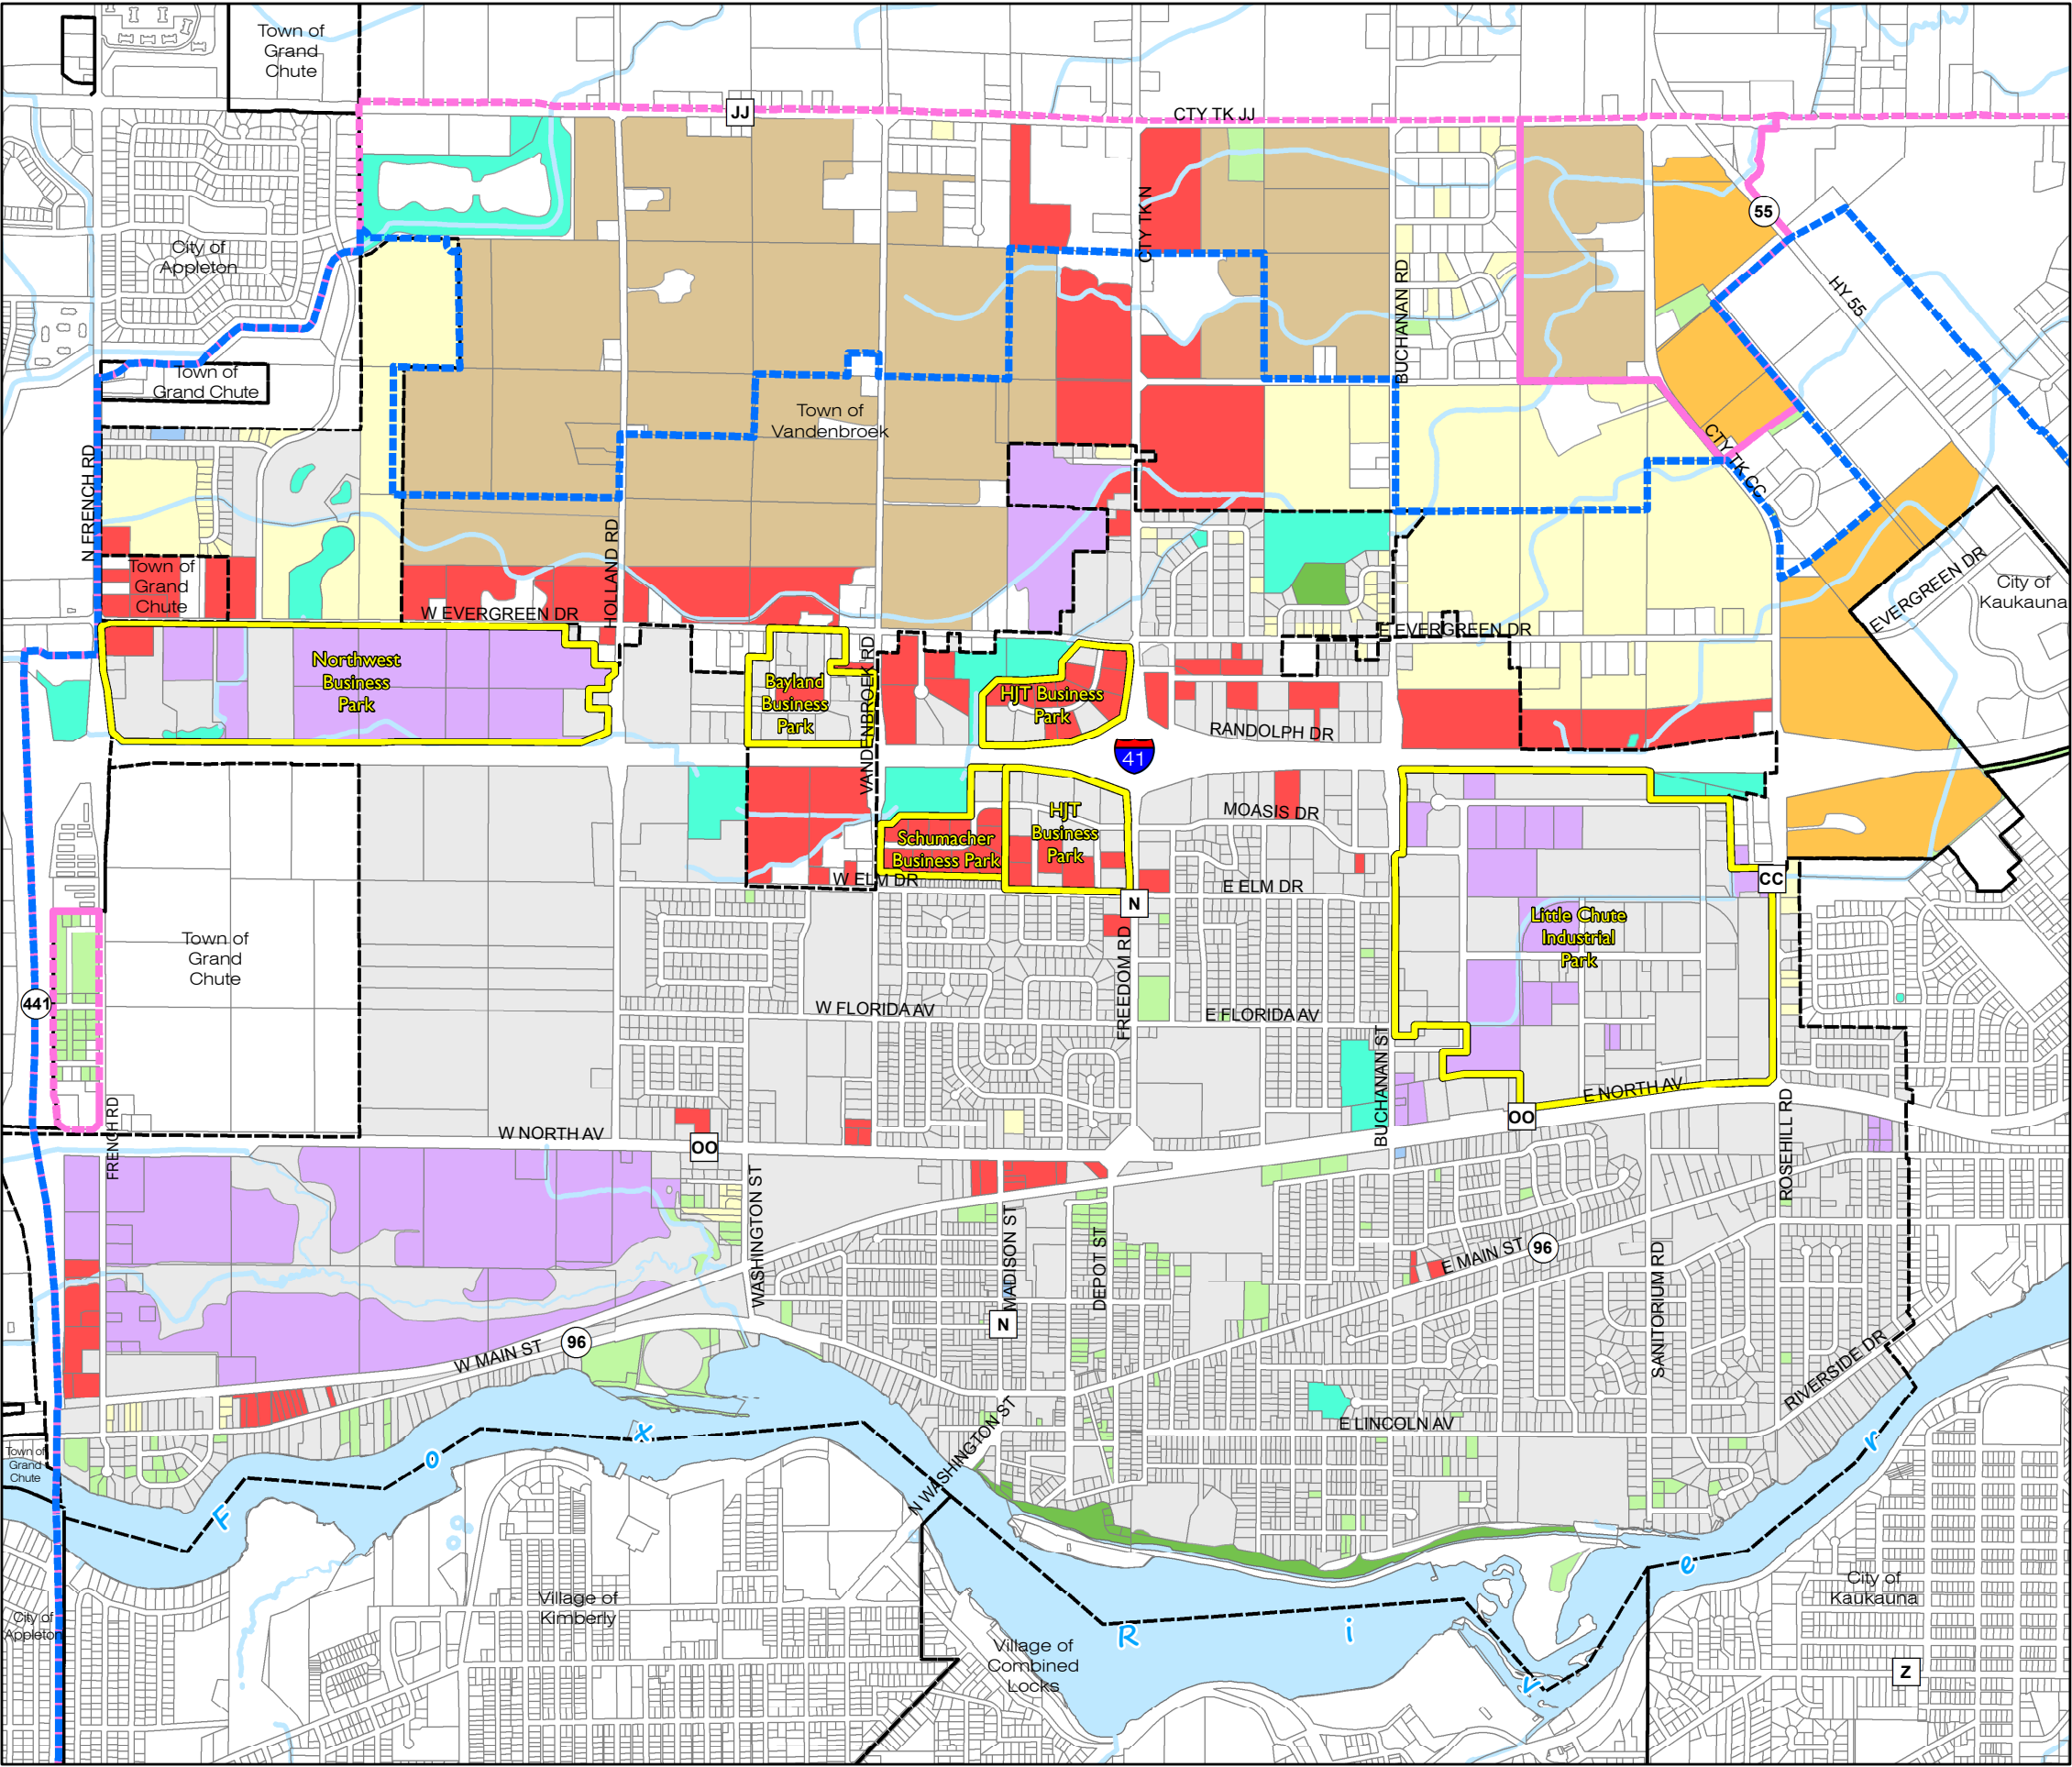 Town of
Grand
Chute
JJ
CTY TK JJ
CTY TK N
55
HY 55
City of
Appleton
BUCHANAN RD
Town of
Grand Chute
Town of
Vandenbroek
N FRENCH RD
CTY TK CC
HOLLAND RD
Town of
Grand
Chute
W EVERGREEN DR
E EVERGREEN DR
EVERGREEN DR
City of
Kaukauna
Northwest
Business
Park
Bayland
Business
Park
VANDENBROEK RD
HJT Business
Park
RANDOLPH DR
41
HJT
Business
Park
MOASIS DR
Schumacher
Business Park
W ELM DR
E ELM DR
N
CC
Little Chute
Industrial
Park
Town of
Grand
Chute
FREEDOM RD
441
W FLORIDA AV
E FLORIDA AV
BUCHANAN ST
E NORTH AV
OO
FRENCH RD
W NORTH AV
OO
ROSEHILL RD
WASHINGTON ST
MADISON ST
DEPOT ST
E MAIN ST
96
SANITORIUM RD
N
W MAIN ST
96
RIVERSIDE DR
N WASHINGTON ST
E LINCOLN AV
Town of
Grand
Chute
F o x
R i v e r
City of
Appleton
Village of
Kimberly
Village of
Combined
Locks
City of
Kaukauna
Z